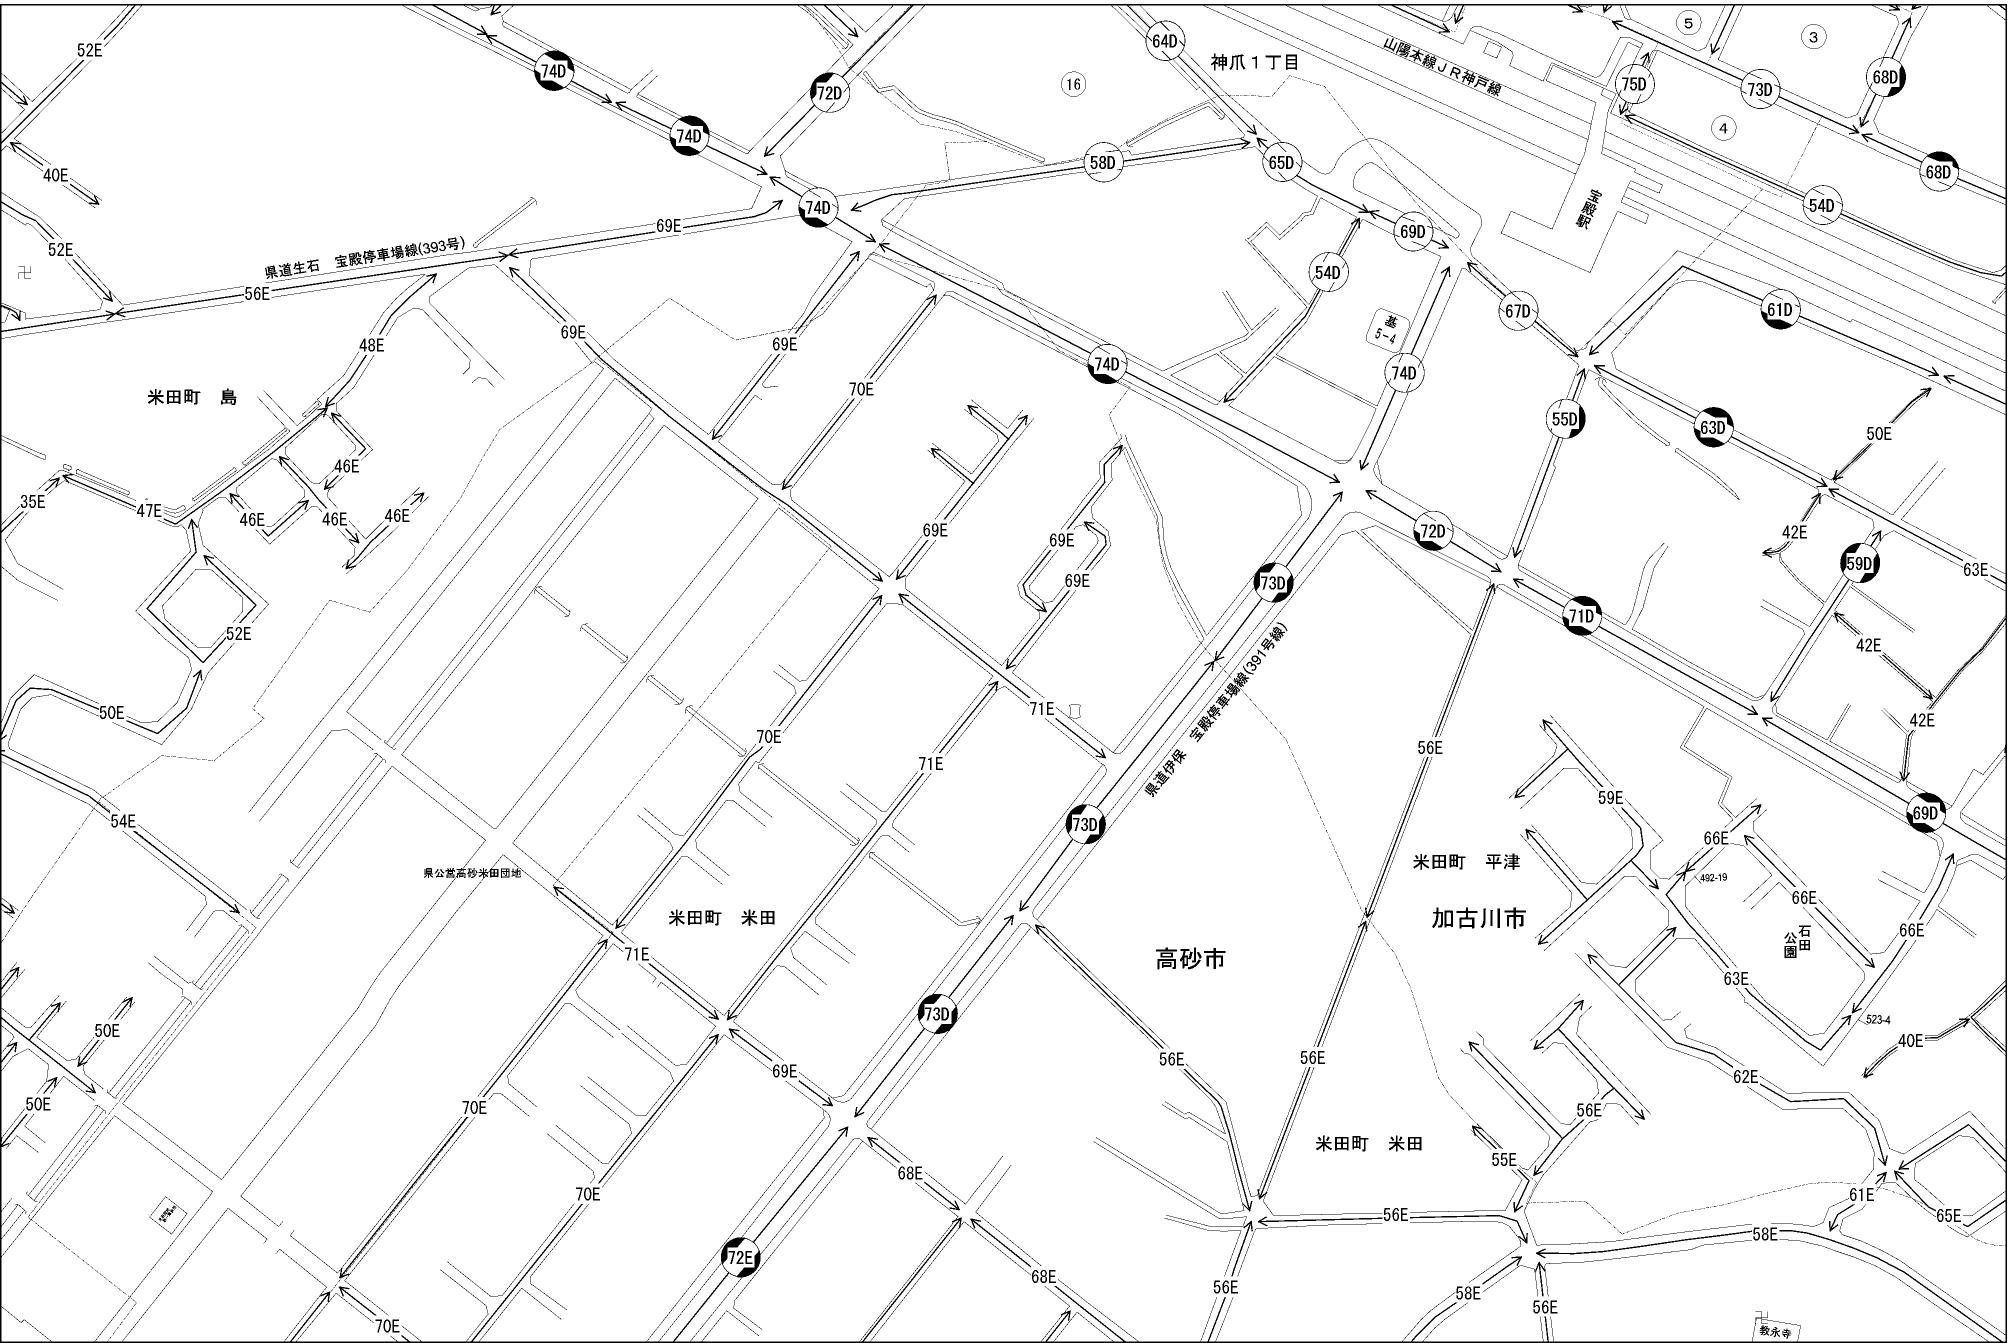 52E
74D
72D
64D
神爪1丁目
16
山陽本線JR神戸線
75D
5
3
73D
68D
4
74D
58D
65D
68D
54D
40E
52E
74D
69E
69D
宝殿駅
卍
県道生石 宝殿停車場線(393号)
56E
54D
67D
61D
基
5-4
48E
69E
69E
70E
74D
74D
米田町 島
55D
63D
50E
46E
35E
47E
46E
46E
46E
69E
69E
72D
42E
59D
63E
73D
69E
71D
52E
42E
50E
70E
71E
県道伊保 宝殿停車場線(391号線)
56E
42E
71E
54E
73D
59E
69D
66E
県公営高砂米田団地
米田町 平津
492-19
66E
米田町 米田
加古川市
石田
公園
66E
71E
高砂市
63E
73D
523-4
50E
56E
56E
40E
69E
62E
50E
70E
56E
米田町 米田
55E
68E
70E
61E
56E
65E
58E
72E
68E
56E
58E
56E
70E
卍
教永寺